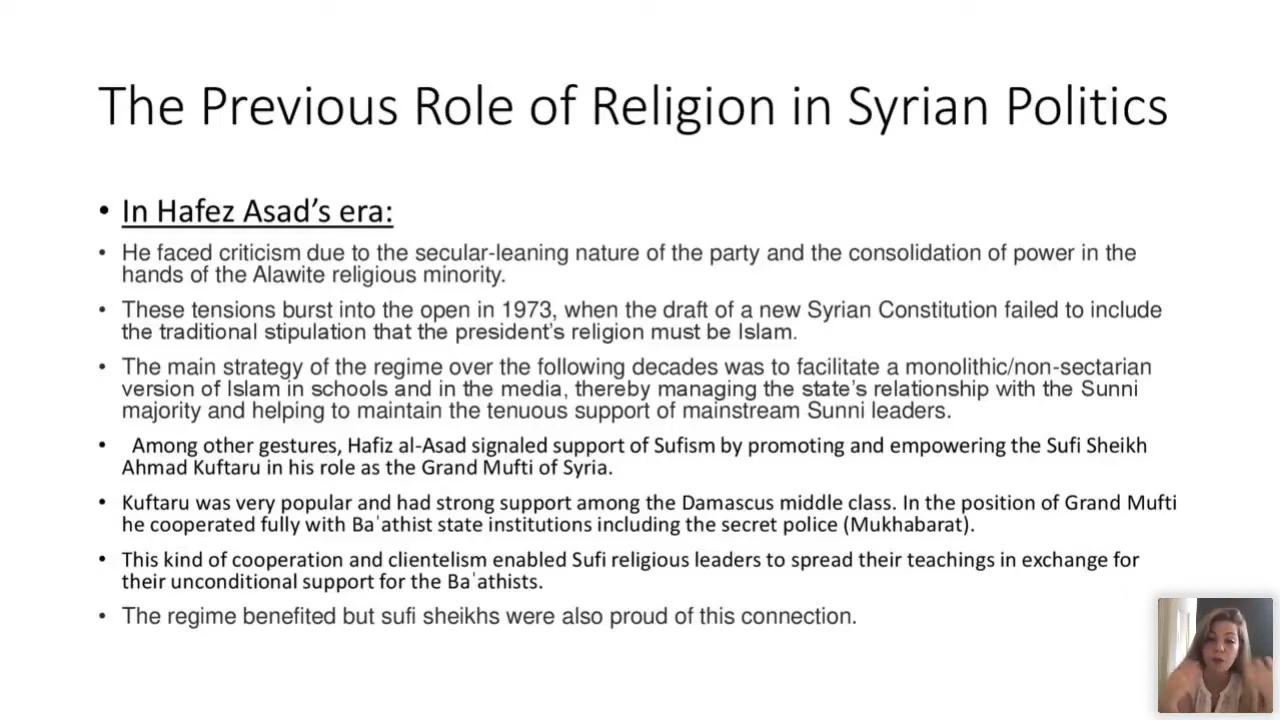 The Previous Role of Religion in Syrian Politics
• In Hafez Asad’s era:
• He faced criticism due to the secular-leaning nature of the party and the consolidation of power in the
hands of the Alawite religious minority.
• These tensions burst into the open in 1973, when the draft of a new Syrian Constitution failed to include
the traditional stipulation that the president’s religion must be Islam.
• The main strategy of the regime over the following decades was to facilitate a monolithic/non-sectarian
version of Islam in schools and in the media, thereby managing the state’s relationship with the Sunni
majority and helping to maintain the tenuous support of mainstream Sunni leaders.
• Among other gestures, Hafiz al-Asad signaled support of Sufism by promoting and empowering the Sufi Sheikh
Ahmad Kuftaru in his role as the Grand Mufti of Syria.
• Kuftaru was very popular and had strong support among the Damascus middle class. In the position of Grand Mufti
he cooperated fully with Baʿathist state institutions including the secret police (Mukhabarat).
• This kind of cooperation and clientelism enabled Sufi religious leaders to spread their teachings in exchange for
their unconditional support for the Baʿathists.
• The regime benefited but sufi sheikhs were also proud of this connection.